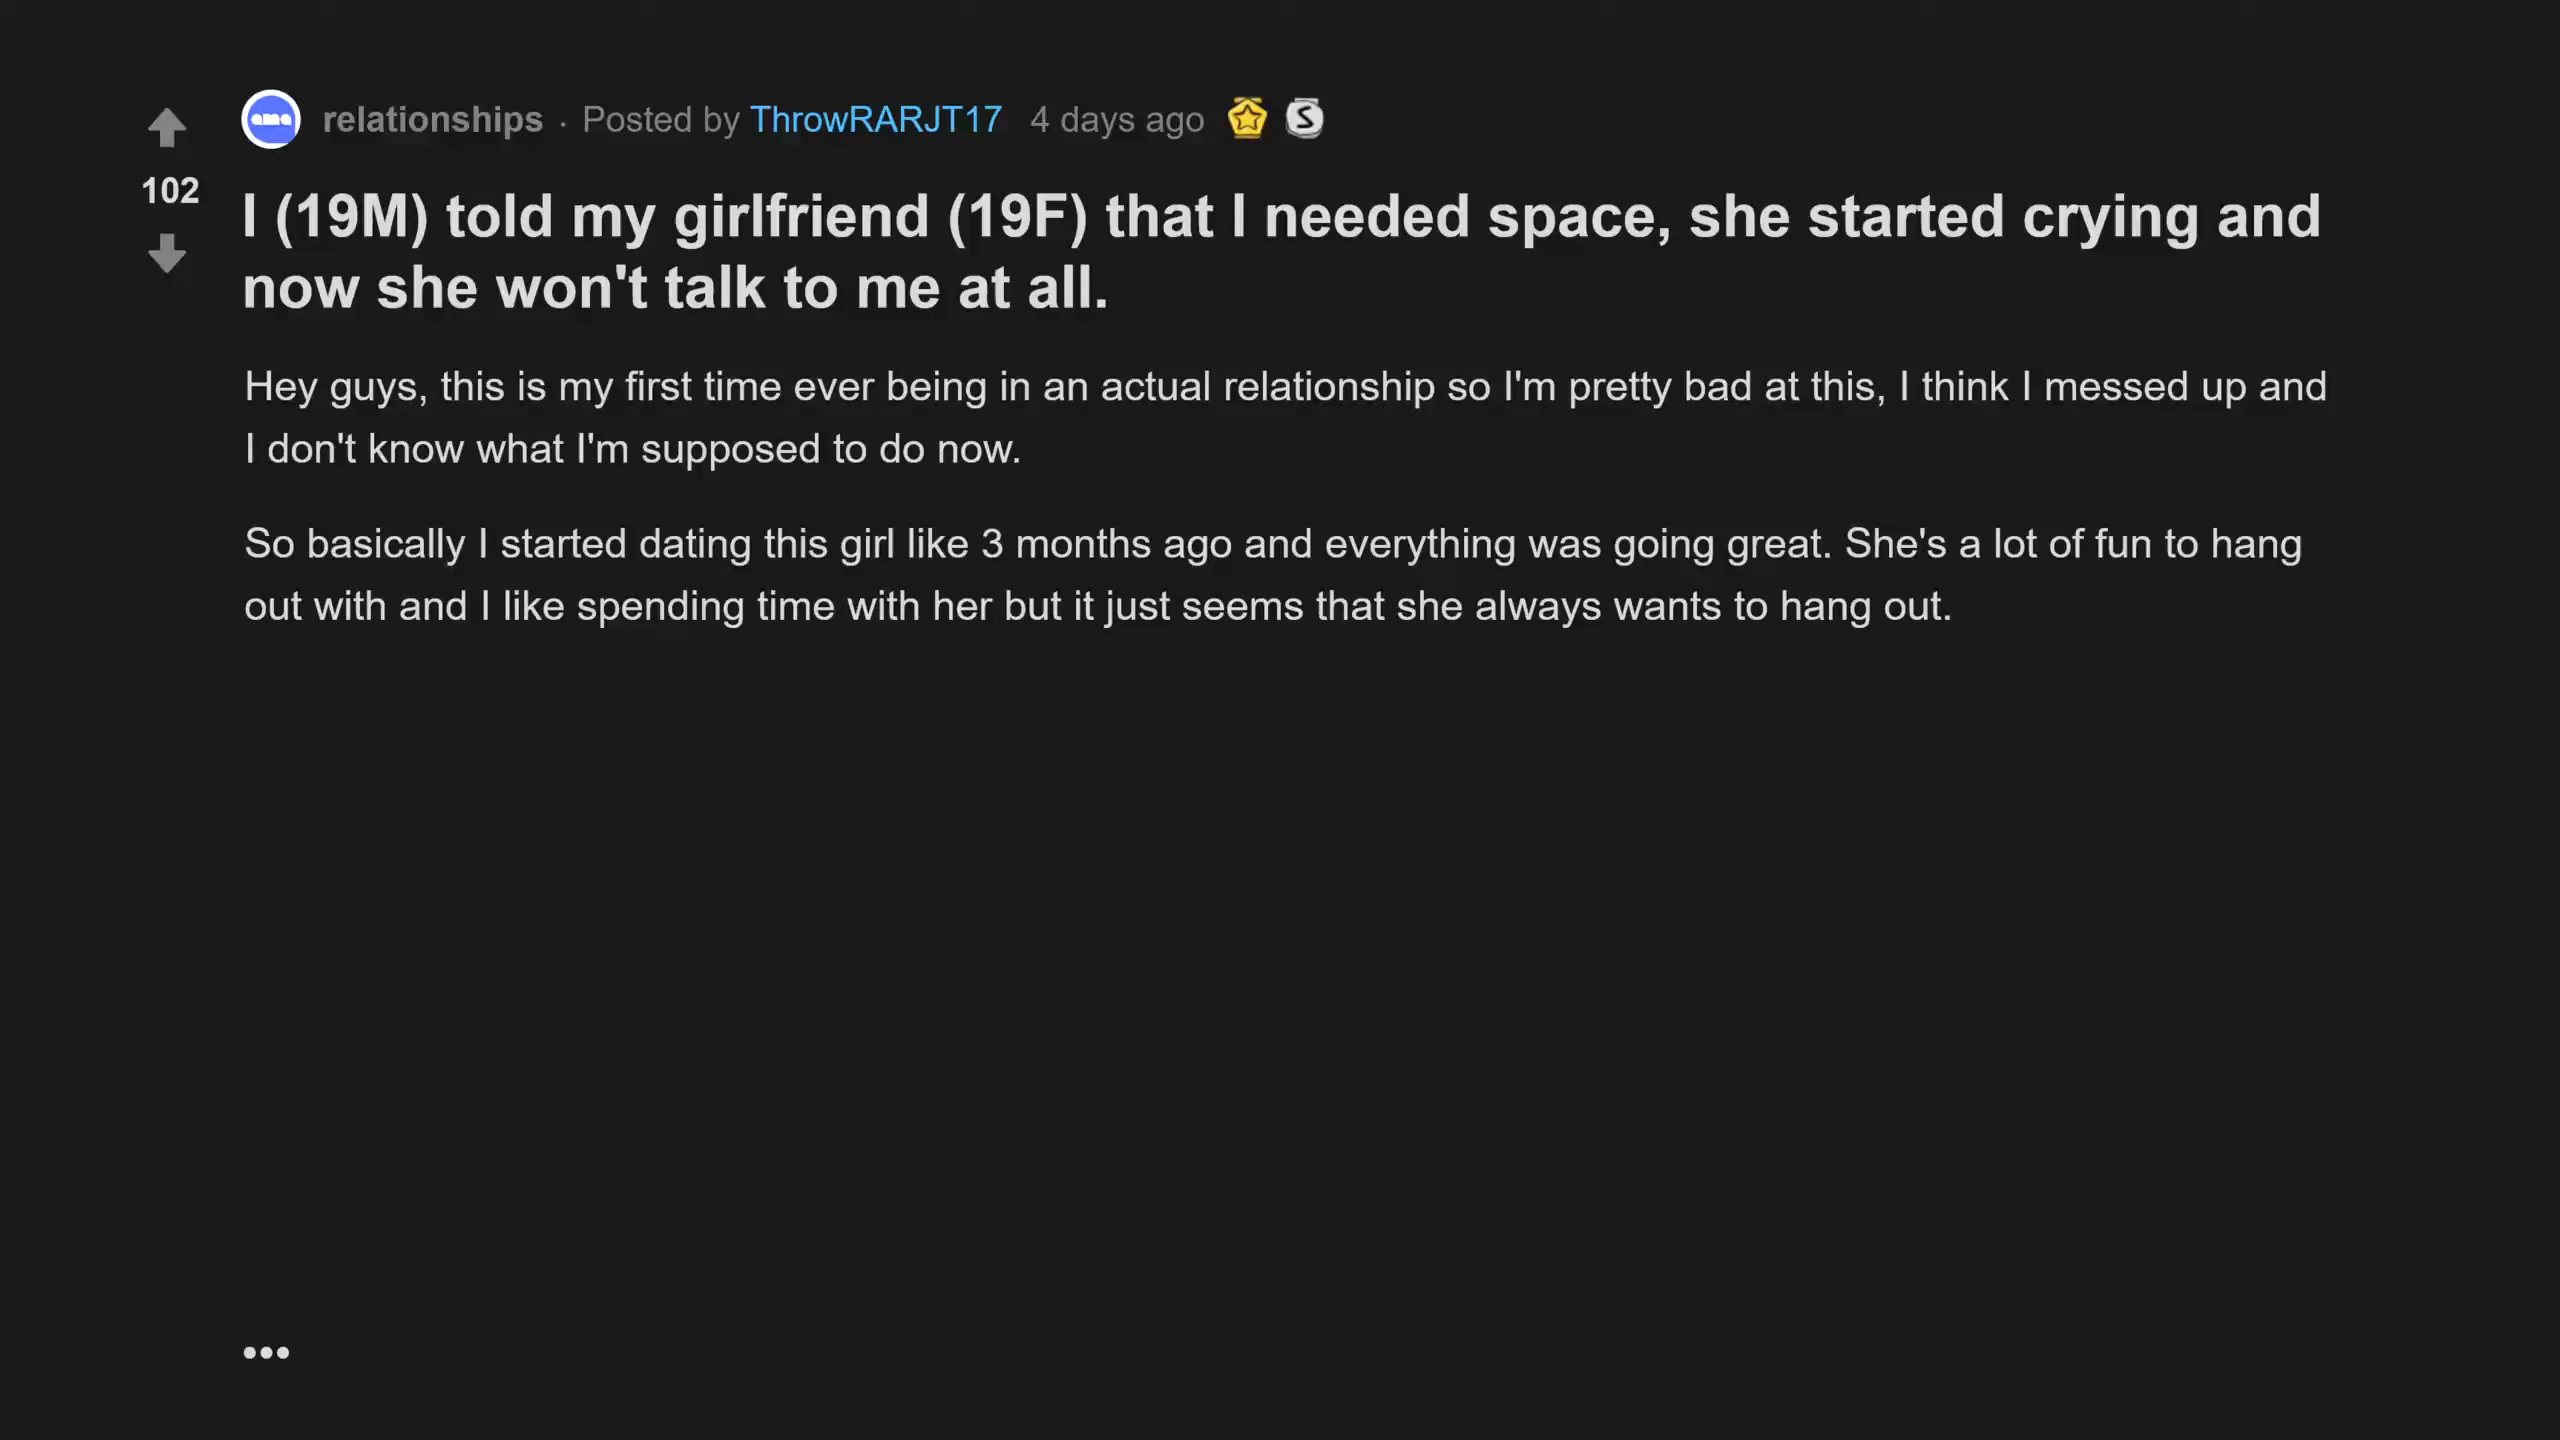 relationships · Posted by ThrowRARJT17 4 days ago
102
I (19M) told my girlfriend (19F) that I needed space, she started crying and
now she won't talk to me at all.
Hey guys, this is my first time ever being in an actual relationship so I'm pretty bad at this, I think I messed up and
I don't know what I'm supposed to do now.
So basically I started dating this girl like 3 months ago and everything was going great. She's a lot of fun to hang
out with and I like spending time with her but it just seems that she always wants to hang out.